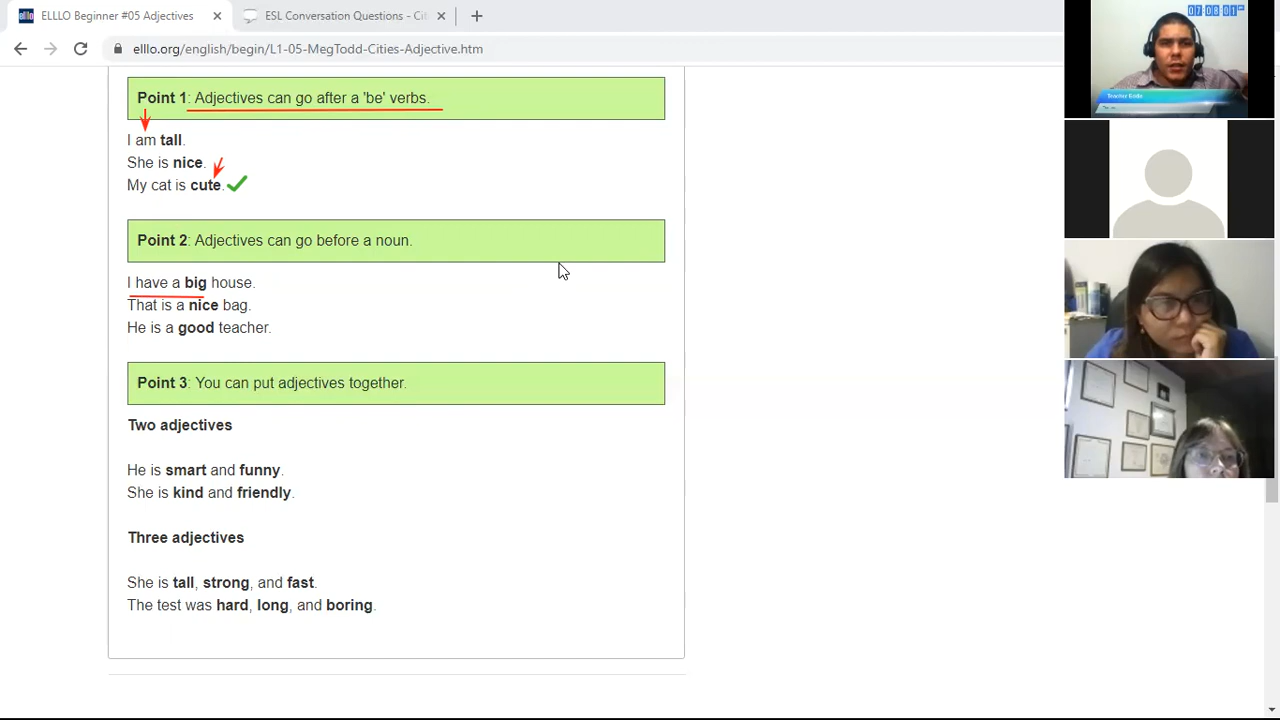 ELLLO Beginner #05 Adjectives
ESL Conversation Questions - Cit
elllo.org/english/begin/L1-05-MegTodd-Cities-Adjective.htm
07:08:01
Point 1: Adjectives can go after a 'be' verbs.
I am tall.
She is nice.
My cat is cute.
Point 2: Adjectives can go before a noun.
I have a big house.
That is a nice bag.
He is a good teacher.
Point 3: You can put adjectives together.
Two adjectives
He is smart and funny.
She is kind and friendly.
Three adjectives
She is tall, strong, and fast.
The test was hard, long, and boring.